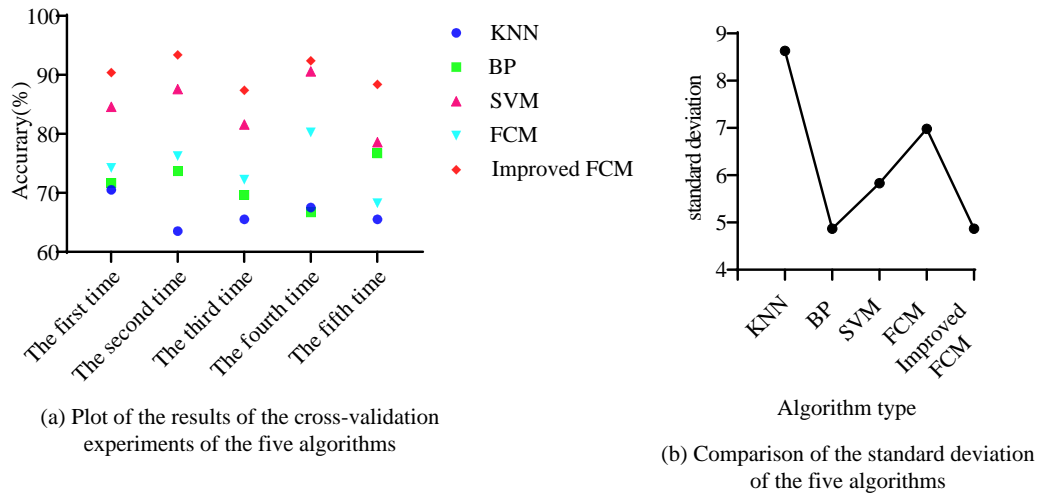 100
90
80
70
60
Accurary(%)
The first time
The second time
The third time
The fourth time
The fifth time
KNN
BP
SVM
FCM
Improved FCM
(a) Plot of the results of the cross-validation
experiments of the five algorithms
9
8
7
6
5
4
standard deviation
KNN
BP
SVM
FCM
Improved
FCM
Algorithm type
(b) Comparison of the standard deviation
of the five algorithms